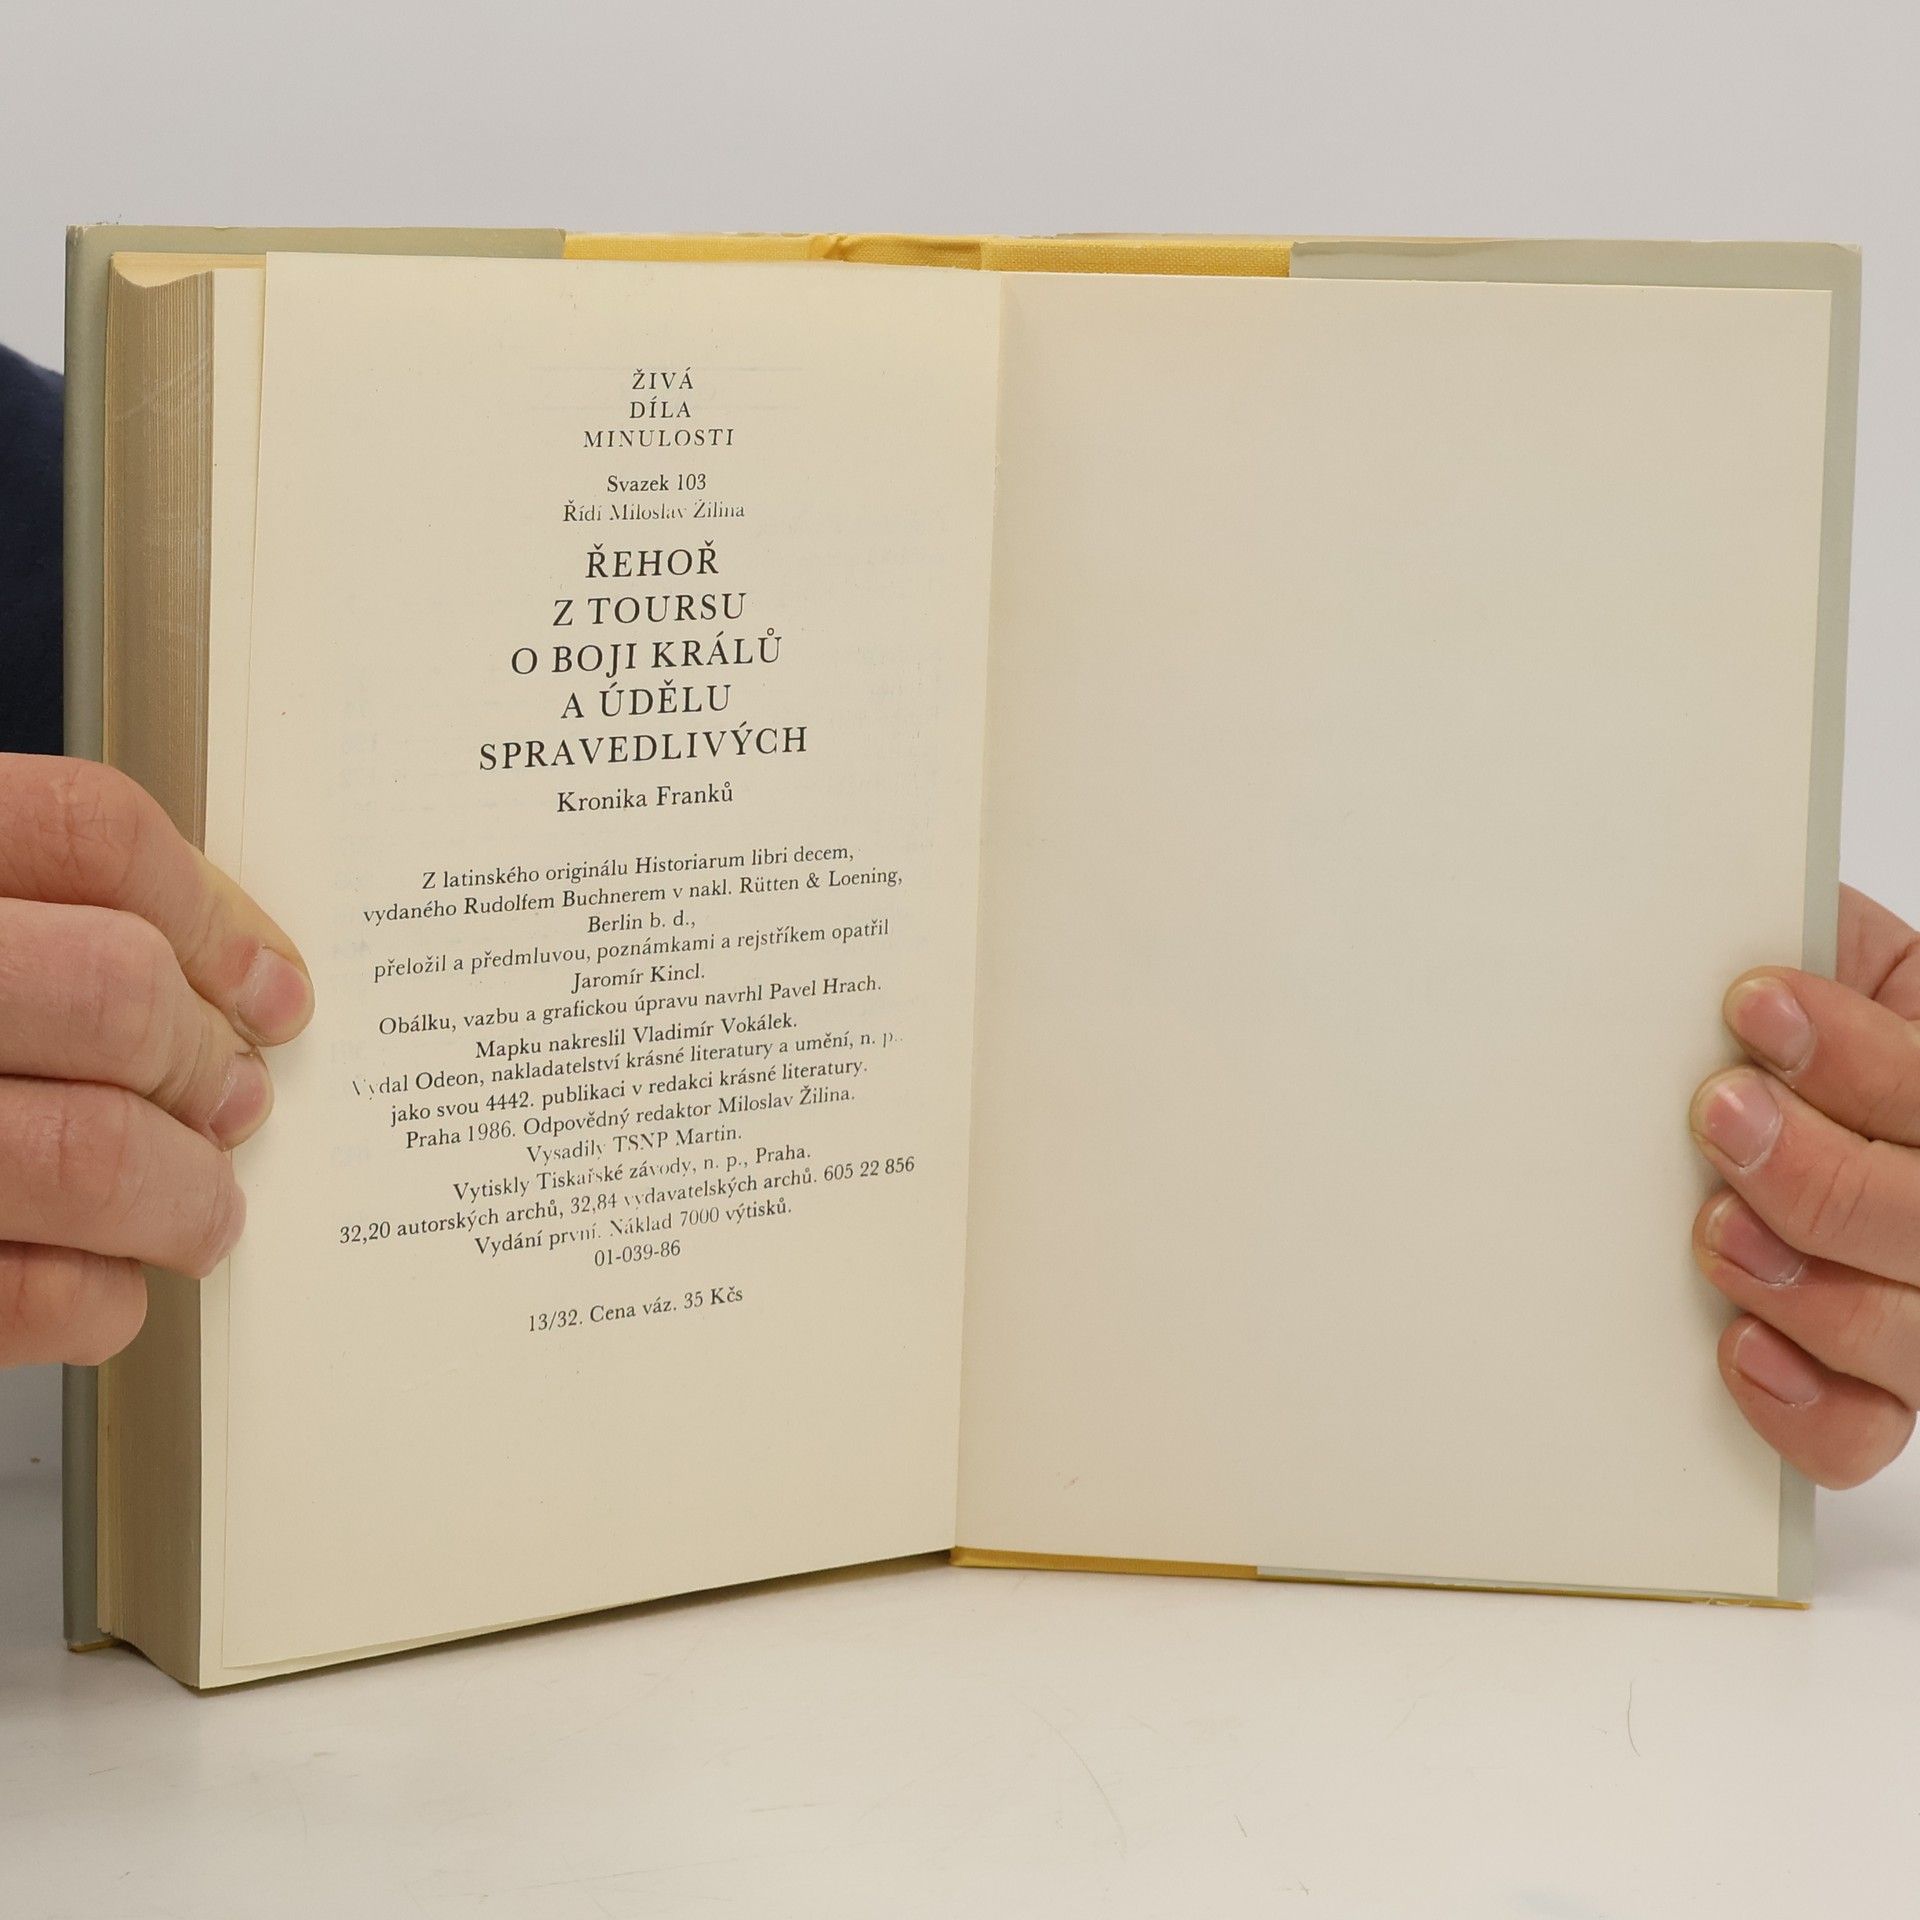 ŽIVÁ
DÍLA
MINULOSTI
Svazek 103
Řídí Miloslav Žilina
ŘEHOŘ
Z TOURSU
O BOJI KRÁLŮ
A ÚDĚLU
SPRAVEDLIVÝCH
Kronika Franků
Z latinského originálu Historiarum libri decem,
vydaného Rudolfem Buchnerem v nakl. Rütten & Loening,
Berlin b. d.,
přeložil a předmluvou, poznámkami a rejstříkem opatřil
Jaromír Kincl.
Obálku, vazbu a grafickou úpravu navrhl Pavel Hrach.
Mapku nakreslil Vladimír Vokálek.
Vydal Odeon, nakladatelství krásné literatury a umění, n. p.,
jako svou 4442. publikaci v redakci krásné literatury.
Praha 1986. Odpovědný redaktor Miloslav Žilina.
Vysadily TSNP Martin.
Vytiskly Tiskařské závody, n. p., Praha.
32,20 autorských archů, 32,84 vydavatelských archů. 605 22 856
Vydání první. Náklad 7000 výtisků.
01-039-86
13/32. Cena váz. 35 Kčs